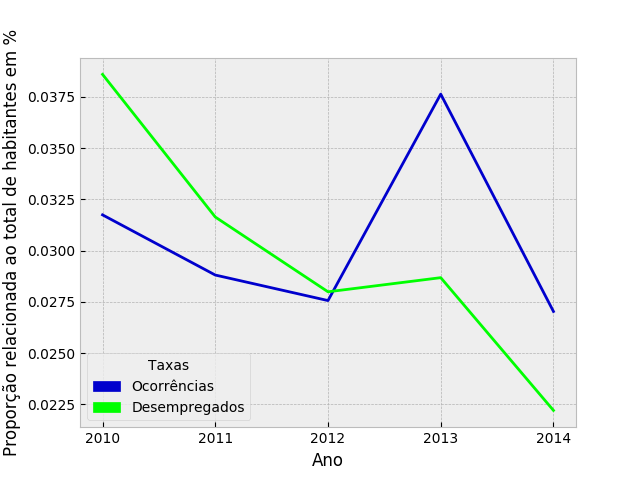 Proporção relacionada ao total de habitantes em %
0.0375
0.0350
0.0325
0.0300
0.0275
0.0250
0.0225
Taxas
Ocorrências
Desempregados
2010 2011 2012 2013 2014
Ano